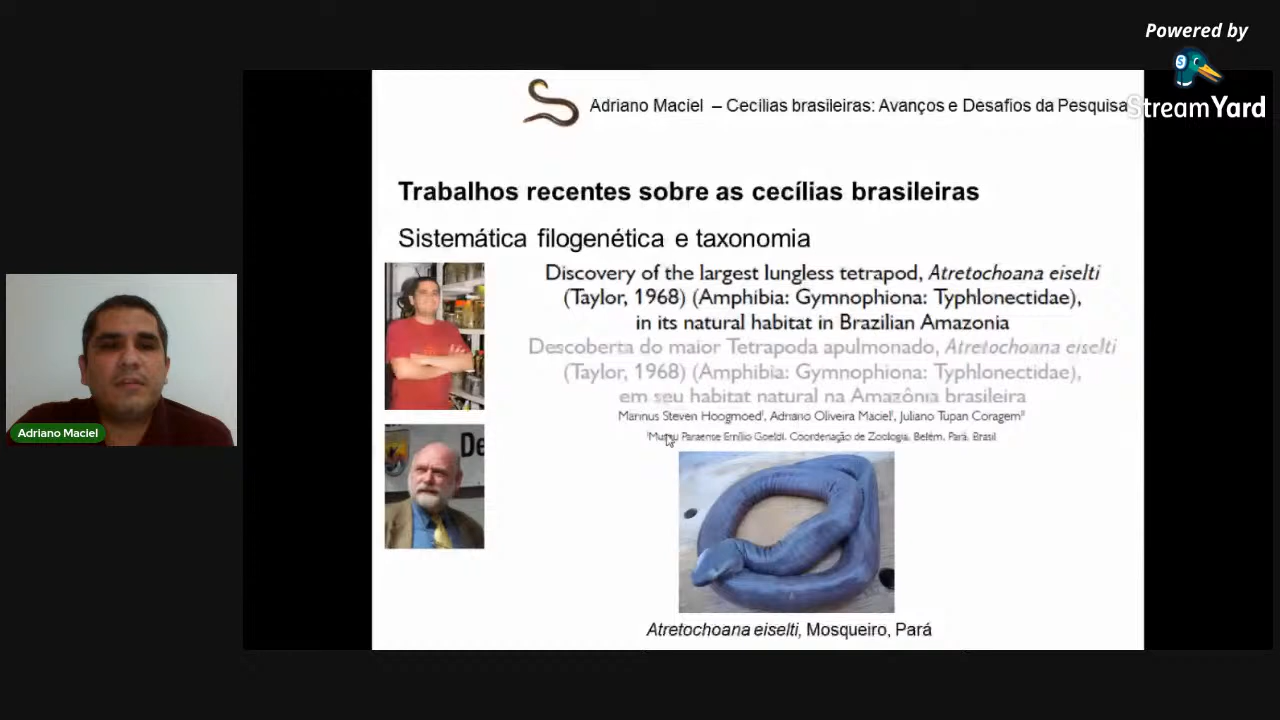 Powered by
StreamYard
Adriano Maciel – Cecílias brasileiras: Avanços e Desafios da Pesquisa
Trabalhos recentes sobre as cecílias brasileiras
Sistemática filogenética e taxonomia
Discovery of the largest lungless tetrapod, Atretochoana eiselti
(Taylor, 1968) (Amphibia: Gymnophiona: Typhlonectidae),
in its natural habitat in Brazilian Amazonia
Descoberta do maior Tetrapoda apulmonado, Atretochoana eiselti
(Taylor, 1968) (Amphibia: Gymnophiona: Typhlonectidae),
em seu habitat natural na Amazônia brasileira
Marinus Steven Hoogmoed, Adriano Oliveira Maciel, Juliano Tupan Coragem
Museu Paraense Emílio Goeldi. Coordenação de Zoologia. Belém, Pará, Brasil
De
Atretochoana eiselti, Mosqueiro, Pará
Adriano Maciel